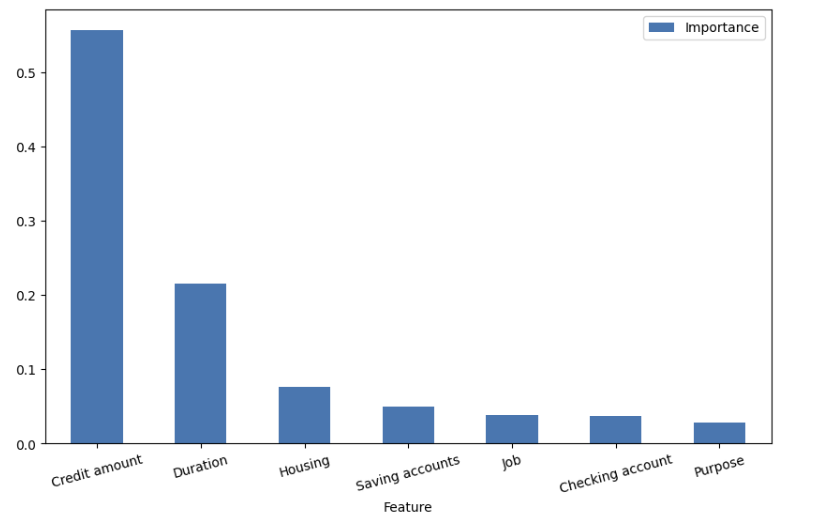 Importance
0.5
0.4
0.3
0.2
0.1
0.0
Credit amount
Duration
Housing
Saving accounts
Job
Checking account
Purpose
Feature